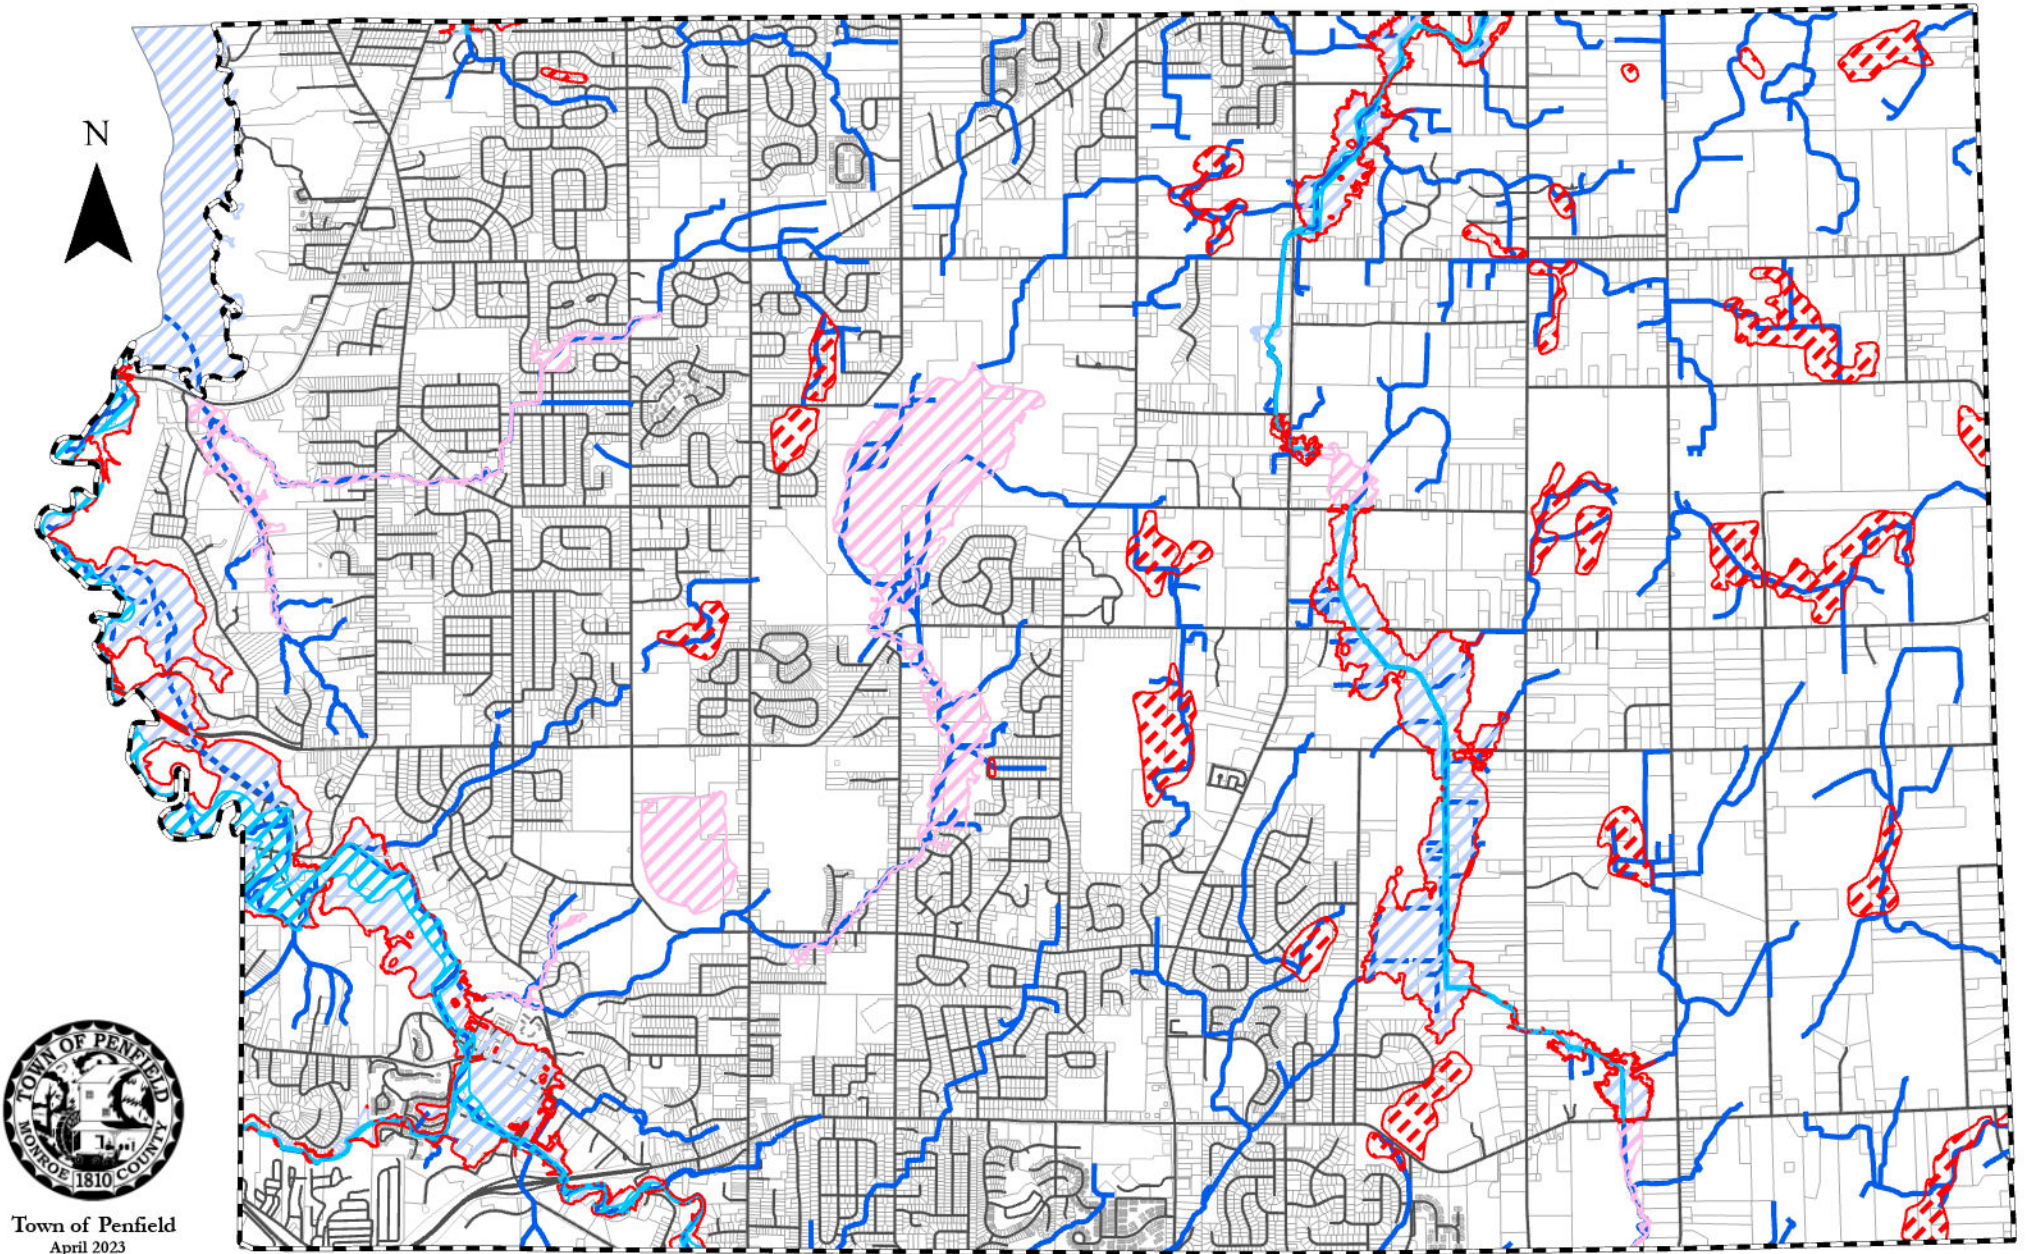 N
TOWN OF PENFIELD
MONROE COUNTY
1810
Town of Penfield
April 2023